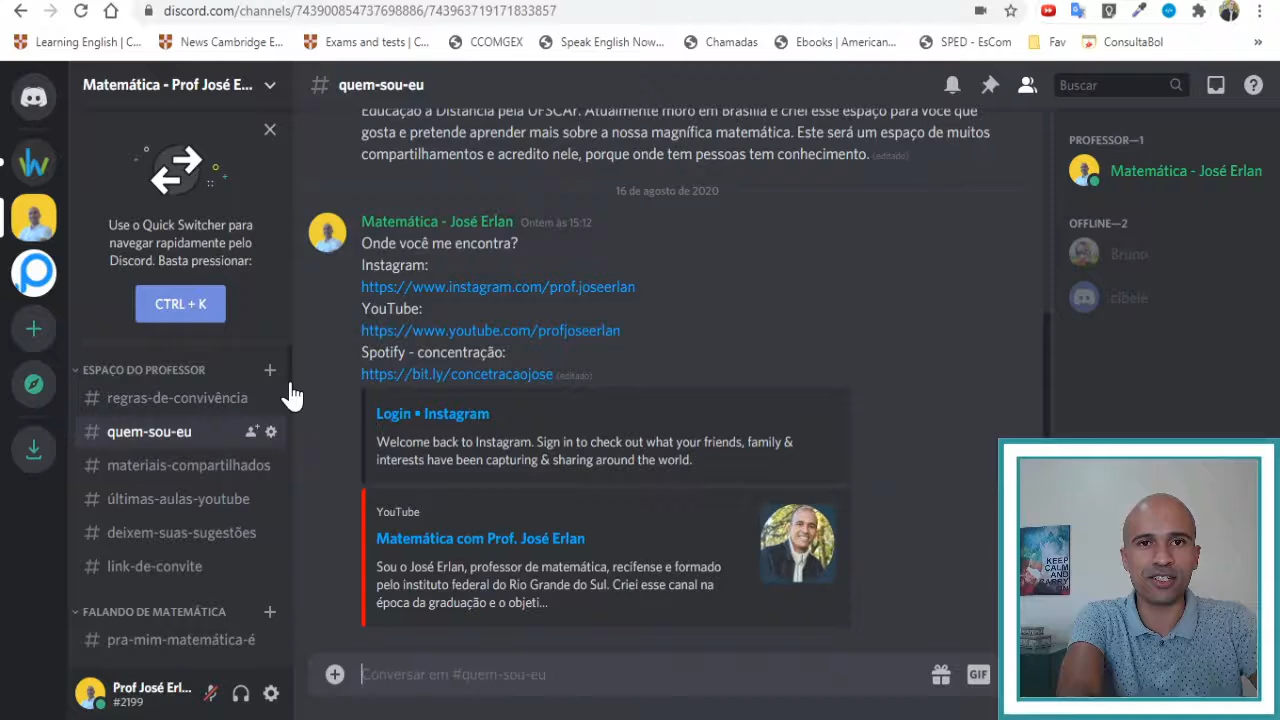 discord.com/channels/743900514737698886/743963719171833857
Learning English | C...
News Cambridge E...
Exams and tests | C...
CCOMGEX
Speak English Now...
Chamadas
Ebooks | American...
SPED - EsCom
Fav
ConsultaBol
»
Matemática - Prof José E...
# quem-sou-eu
Buscar
Use o Quick Switcher para
navegar rapidamente pelo
Discord. Basta pressionar:
CTRL + K
ESPAÇO DO PROFESSOR
# regras-de-convivência
# quem-sou-eu
# materiais-compartilhados
# últimas-aulas-youtube
# deixem-suas-sugestões
# link-de-convite
FALANDO DE MATEMÁTICA
# pra-mim-matemática-é
Prof José Erl...
#2199
Educação a Distância pela UFSCAR. Atualmente moro em Brasília e criei esse espaço para você que
gosta e pretende aprender mais sobre a nossa magnífica matemática. Este será um espaço de muitos
compartilhamentos e acredito nele, porque onde tem pessoas tem conhecimento. (editado)
16 de agosto de 2020
Matemática - José Erlan Ontem às 15:12
Onde você me encontra?
Instagram:
https://www.instagram.com/prof.joseerlan
YouTube:
https://www.youtube.com/profjoseerlan
Spotify - concentração:
https://bit.ly/concetracaojose (editado)
Login • Instagram
Welcome back to Instagram. Sign in to check out what your friends, family &
interests have been capturing & sharing around the world.
YouTube
Matemática com Prof. José Erlan
Sou o José Erlan, professor de matemática, recifense e formado
pelo instituto federal do Rio Grande do Sul. Criei esse canal na
época da graduação e o objeti...
Conversar em #quem-sou-eu
GIF
PROFESSOR—1
Matemática - José Erlan
OFFLINE—2
Bruno
cibele
KEEP
CALM
AND